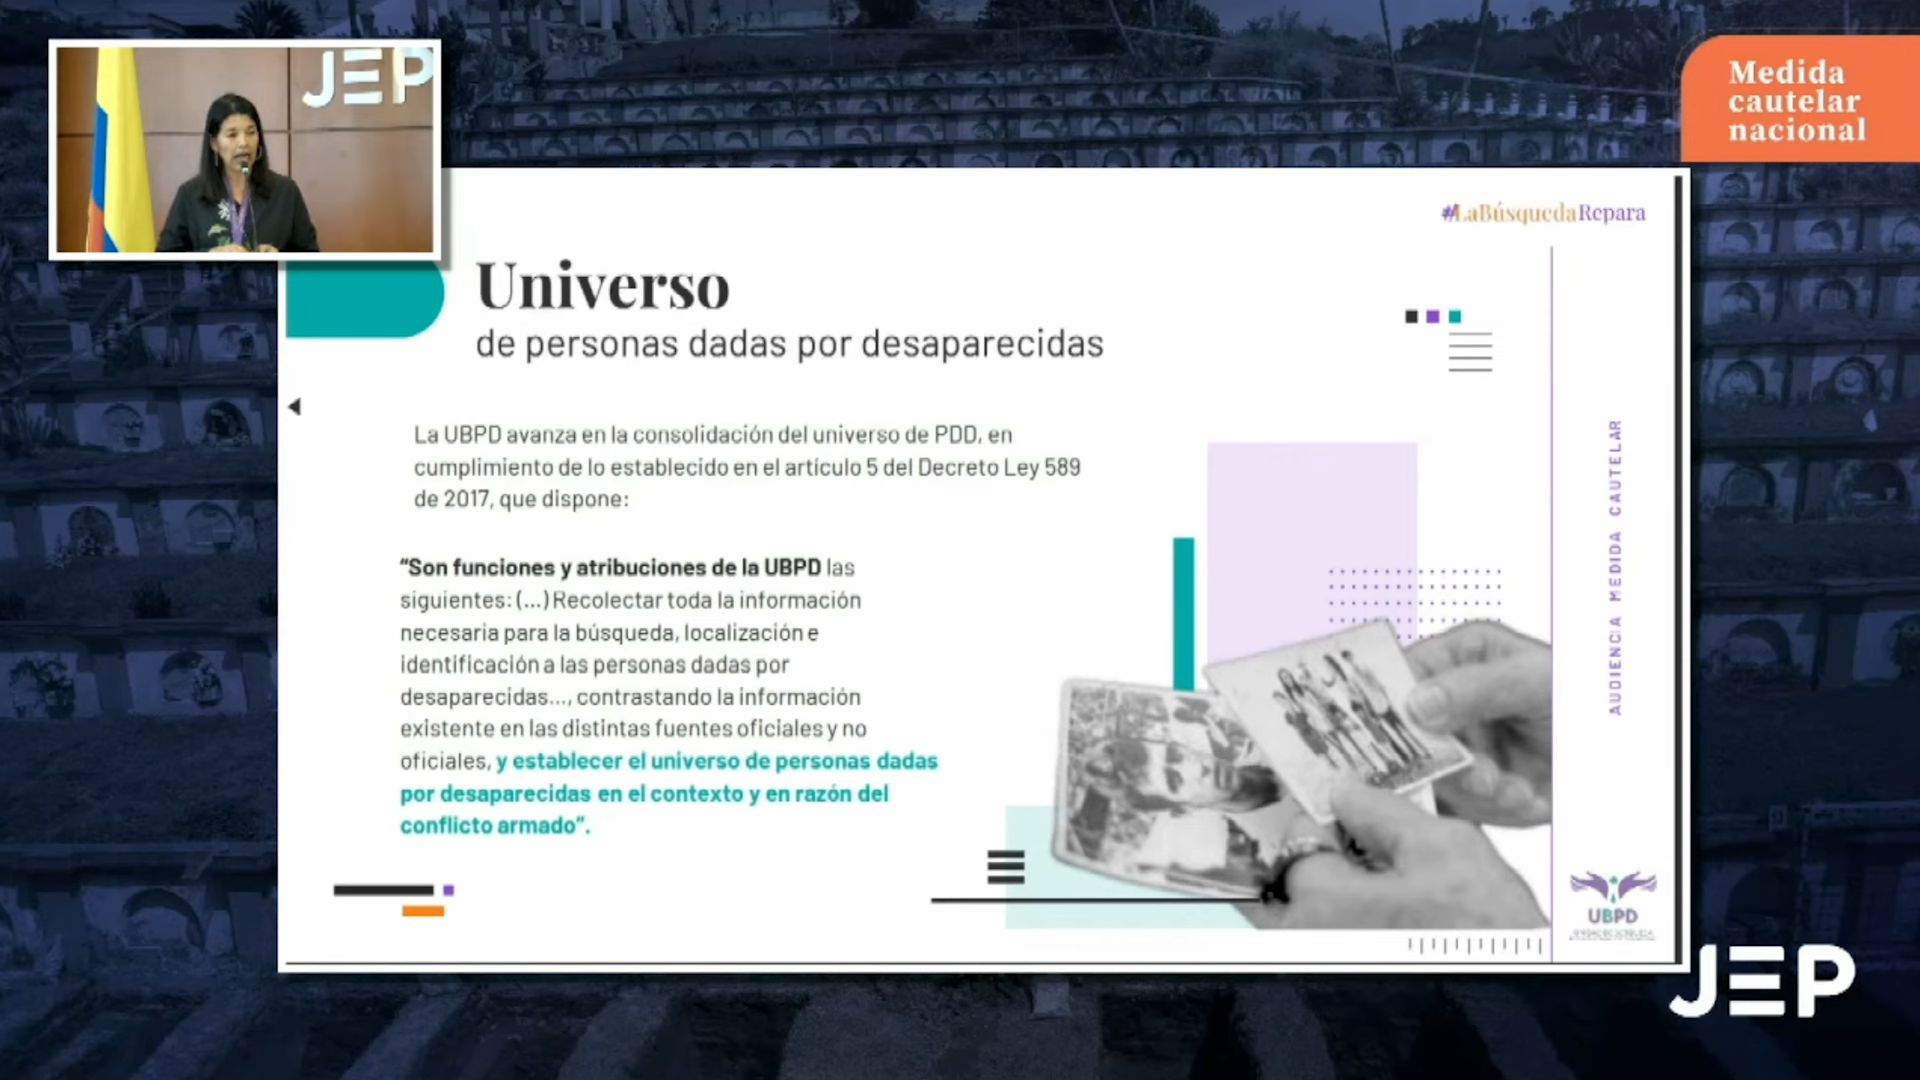 JEP
Medida
cautelar
nacional
#LaBúsquedaRepara
Universo
de personas dadas por desaparecidas
La UBPD avanza en la consolidación del universo de PDD, en
cumplimiento de lo establecido en el artículo 5 del Decreto Ley 589
de 2017, que dispone:
“Son funciones y atribuciones de la UBPD las
siguientes: (...) Recolectar toda la información
necesaria para la búsqueda, localización e
identificación a las personas dadas por
desaparecidas..., contrastando la información
existente en las distintas fuentes oficiales y no
oficiales, y establecer el universo de personas dadas
por desaparecidas en el contexto y en razón del
conflicto armado”.
AUDIENCIA MEDIDA CAUTELAR
UBPD
JEP